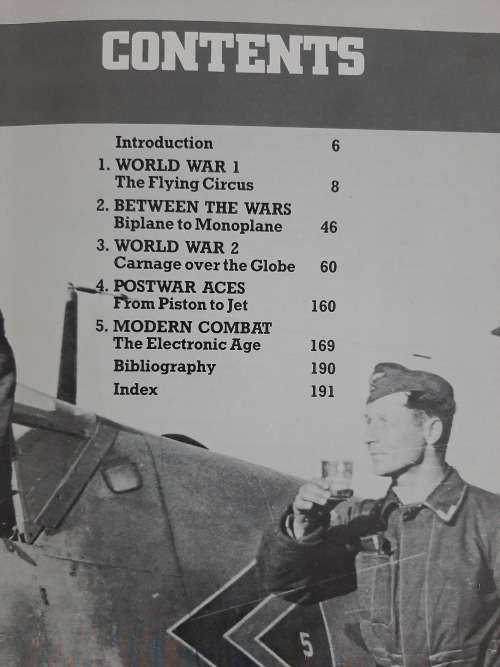 CONTENTS
Introduction 6
1. WORLD WAR 1
The Flying Circus 8
2. BETWEEN THE WARS
Biplane to Monoplane 46
3. WORLD WAR 2
Carnage over the Globe 60
4. POSTWAR ACES
From Piston to Jet 160
5. MODERN COMBAT
The Electronic Age 169
Bibliography 190
Index 191
5